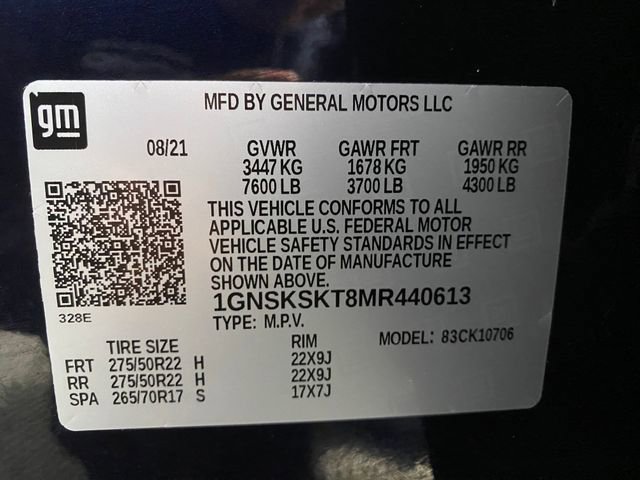 gm
MFD BY GENERAL MOTORS LLC
08/21 GVWR GAWR FRT GAWR RR
3447 KG 1678 KG 1950 KG
7600 LB 3700 LB 4300 LB
THIS VEHICLE CONFORMS TO ALL
APPLICABLE U.S. FEDERAL MOTOR
VEHICLE SAFETY STANDARDS IN EFFECT
ON THE DATE OF MANUFACTURE
SHOWN ABOVE.
328E
1GNSKSKT8MR440613
TYPE: M.P.V. MODEL: 83CK10706
TIRE SIZE RIM
FRT 275/50R22 H 22X9J
RR 275/50R22 H 22X9J
SPA 265/70R17 S 17X7J